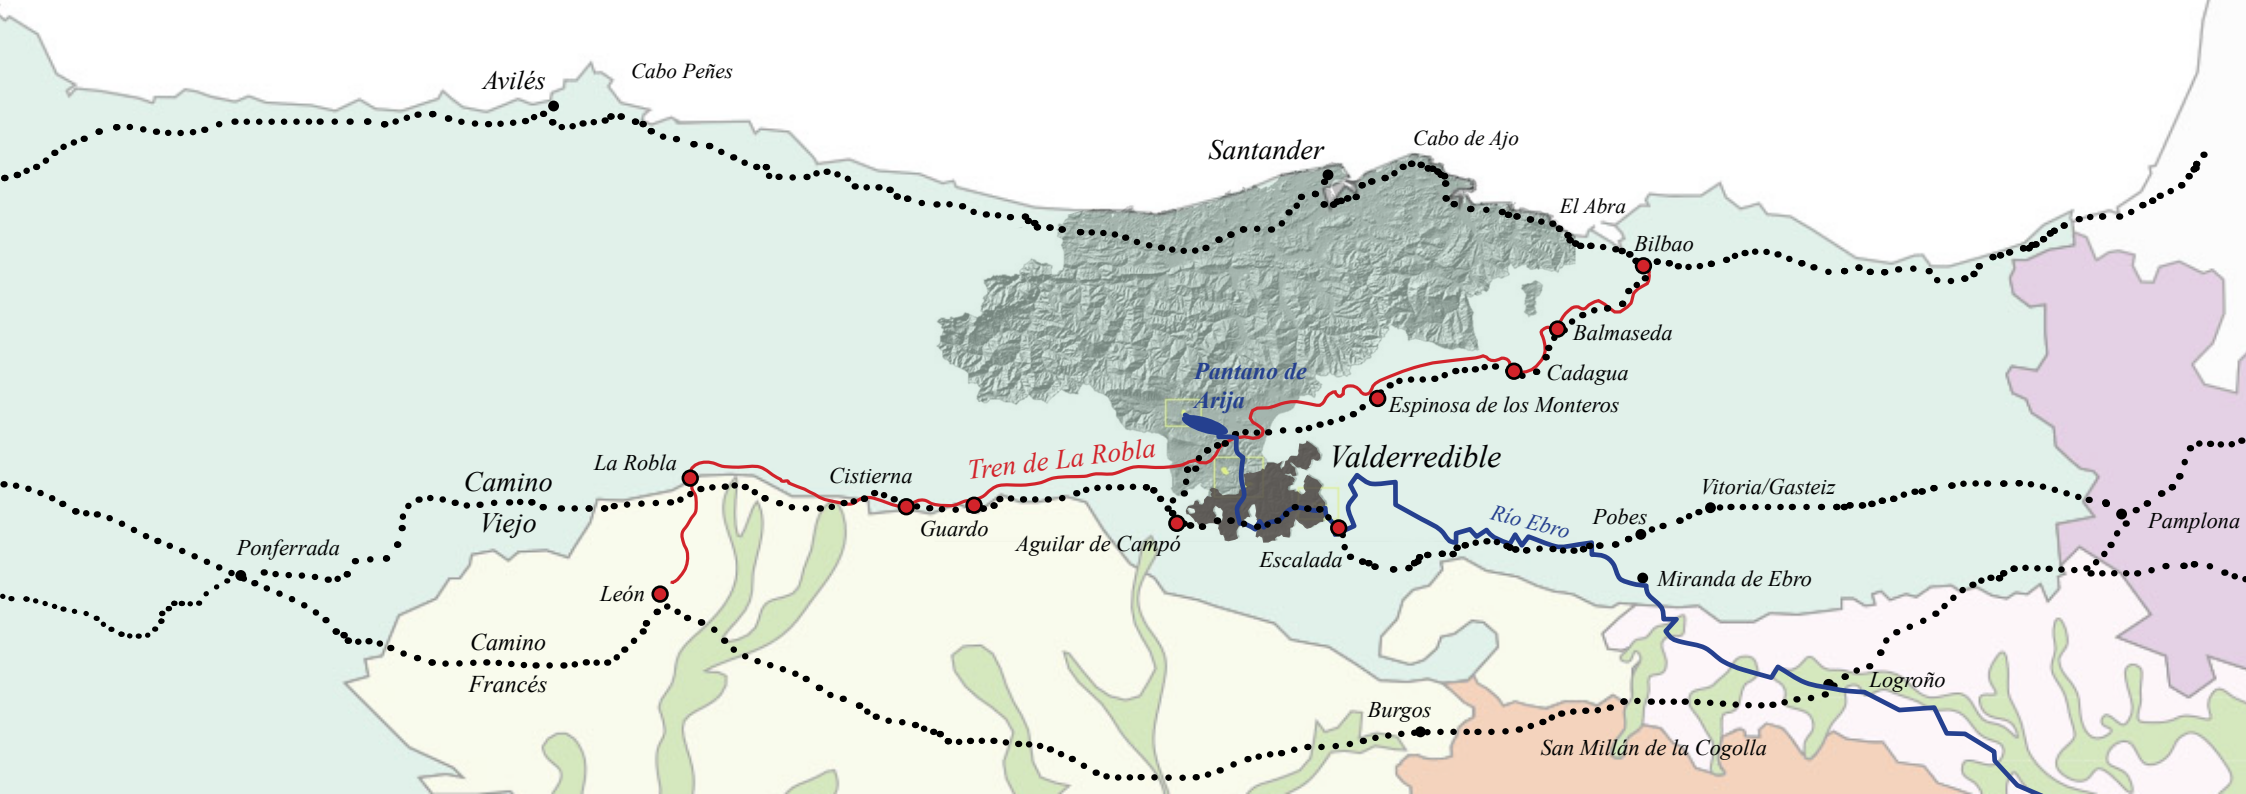 Cabo Peñes
Avilés
Cabo de Ajo
Santander
El Abra
Bilbao
Balmaseda
Pantano de
Arija
Cadagua
Espinosa de los Monteros
Tren de La Robla
Valderredible
La Robla
Cistierna
Camino
Viejo
Vitoria/Gasteiz
Río Ebro
Pobes
Pamplona
Guardo
Aguilar de Campó
Ponferrada
Escalada
Miranda de Ebro
León
Camino
Francés
Logroño
Burgos
San Millán de la Cogolla